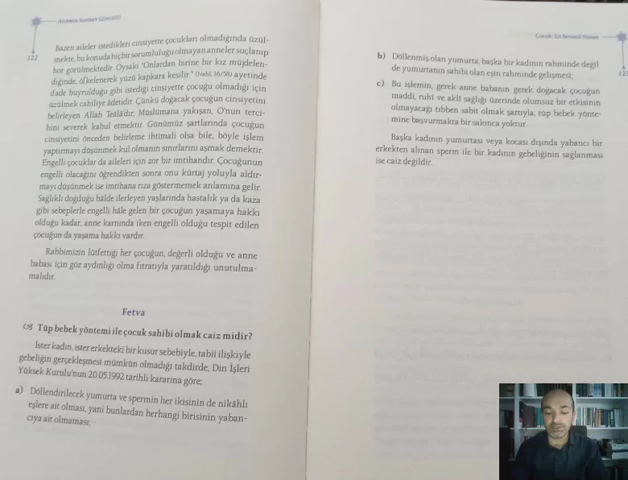 Ailemin Sünnet Günlüğü
122
Bazen aileler istedikleri cinsiyette çocukları olmadığında üzül-
mekte, bu konuda hiçbir sorumluluğu olmayan anneler suçlanıp
hor görülmektedir. Oysaki "Onlardan birine bir kız müjdelen-
diğinde, öfkelenerek yüzü kapkara kesilir." (Nahl, 16/58) ayetinde
ifade buyrulduğu gibi istediği cinsiyette çocuğu olmadığı için
üzülmek cahiliye âdetidir. Çünkü doğacak çocuğun cinsiyetini
belirleyen Allah Teâlâ'dır. Müslümana yakışan, O'nun terci-
hini severek kabul etmektir. Günümüz şartlarında çocuğun
cinsiyetini önceden belirleme ihtimali olsa bile, böyle işlem
yaptırmayı düşünmek kul olmanın sınırlarını aşmak demektir.
Engelli çocuklar da aileleri için zor bir imtihandır. Çocuğunun
engelli olacağını öğrendikten sonra onu kürtaj yoluyla aldır-
mayı düşünmek ise imtihana rıza göstermemek anlamına gelir.
Sağlıklı doğduğu hâlde ilerleyen yaşlarında hastalık ya da kaza
gibi sebeplerle engelli hâle gelen bir çocuğun yaşamaya hakkı
olduğu kadar, anne karnında iken engelli olduğu tespit edilen
çocuğun da yaşama hakkı vardır.
Rabbimizin lütfettiği her çocuğun, değerli olduğu ve anne
babası için göz aydınlığı olma fıtratıyla yaratıldığı unutulma-
malıdır.
Fetva
Tüp bebek yöntemi ile çocuk sahibi olmak caiz midir?
İster kadın, ister erkekteki bir kusur sebebiyle, tabii ilişkiyle
gebeliğin gerçekleşmesi mümkün olmadığı takdirde, Din İşleri
Yüksek Kurulu'nun 20.05.1992 tarihli kararına göre;
a) Döllendirilecek yumurta ve spermin her ikisinin de nikâhlı
eşlere ait olması, yani bunlardan herhangi birisinin yaban-
cıya ait olmaması;
123
b) Döllenmiş olan yumurta, başka bir kadının rahminde değil
de yumurtanın sahibi olan eşin rahminde gelişmesi;
c) Bu işlemin, gerek anne babanın gerek doğacak çocuğun
maddi, ruhi ve akli sağlığı üzerinde olumsuz bir etkisinin
olmayacağı tıbben sabit olmak şartıyla, tüp bebek yönte-
mine başvurmakta bir sakınca yoktur.
Başka kadının yumurtası veya kocası dışında yabancı bir
erkekten alınan sperm ile bir kadının gebeliğinin sağlanması
ise caiz değildir.